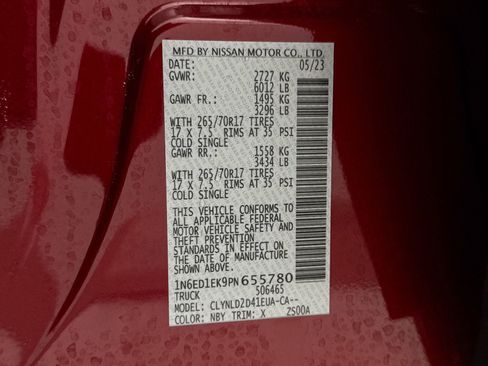 MFD BY NISSAN MOTOR CO., LTD.
DATE: 05/23
GVWR: 2727 KG
6012 LB
GAWR FR.: 1495 KG
3296 LB
WITH 265/70R17 TIRES
17 X 7.5 RIMS AT 35 PSI
COLD SINGLE
GAWR RR.: 1558 KG
3434 LB
WITH 265/70R17 TIRES
17 X 7.5 RIMS AT 35 PSI
COLD SINGLE
THIS VEHICLE CONFORMS TO
ALL APPLICABLE FEDERAL
MOTOR VEHICLE SAFETY AND
THEFT PREVENTION
STANDARDS IN EFFECT ON
THE DATE OF MANUFACTURE
SHOWN ABOVE.
1N6ED1EK9PN655780
TRUCK S06465
MODEL: CLYNLDZD41EUA-CA--
COLOR: NBY TRIM: X ZS00A